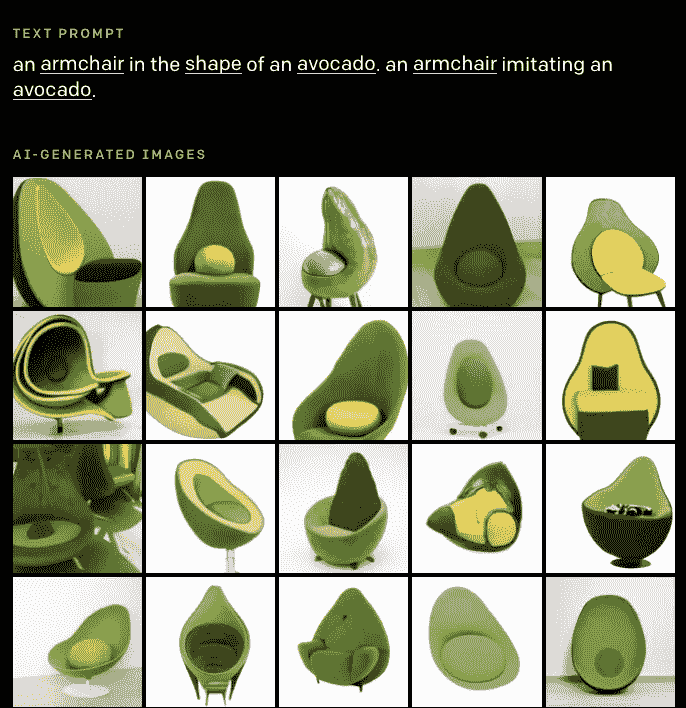 TEXT PROMPT
an armchair in the shape of an avocado. an armchair imitating an
avocado.
AI-GENERATED IMAGES